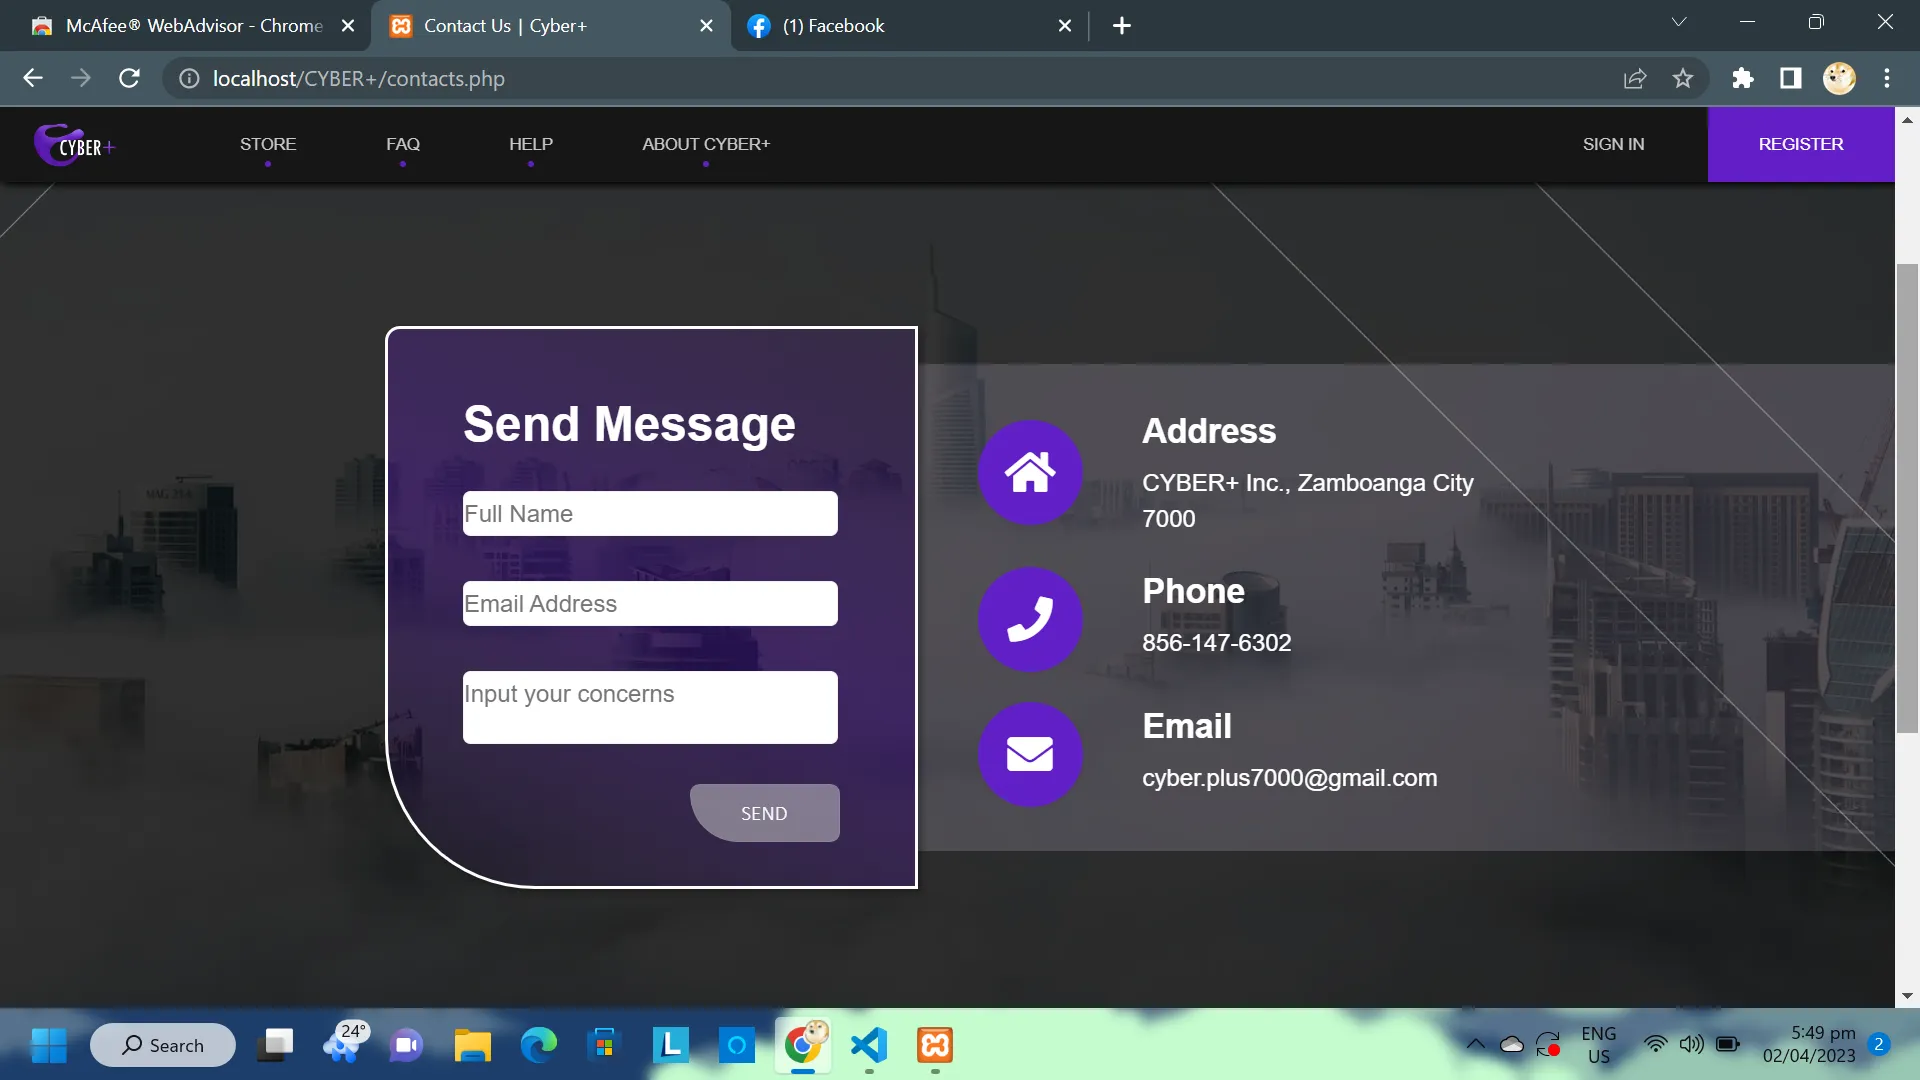 McAfee® WebAdvisor - Chrome
Contact Us | Cyber+
(1) Facebook
localhost/CYBER+/contacts.php
CYBER+
STORE
FAQ
HELP
ABOUT CYBER+
SIGN IN
REGISTER
Send Message
Full Name
Email Address
Input your concerns
SEND
Address
CYBER+ Inc., Zamboanga City
7000
Phone
856-147-6302
Email
cyber.plus7000@gmail.com
Search
24°
L
ENG
US
5:49 pm
02/04/2023
2